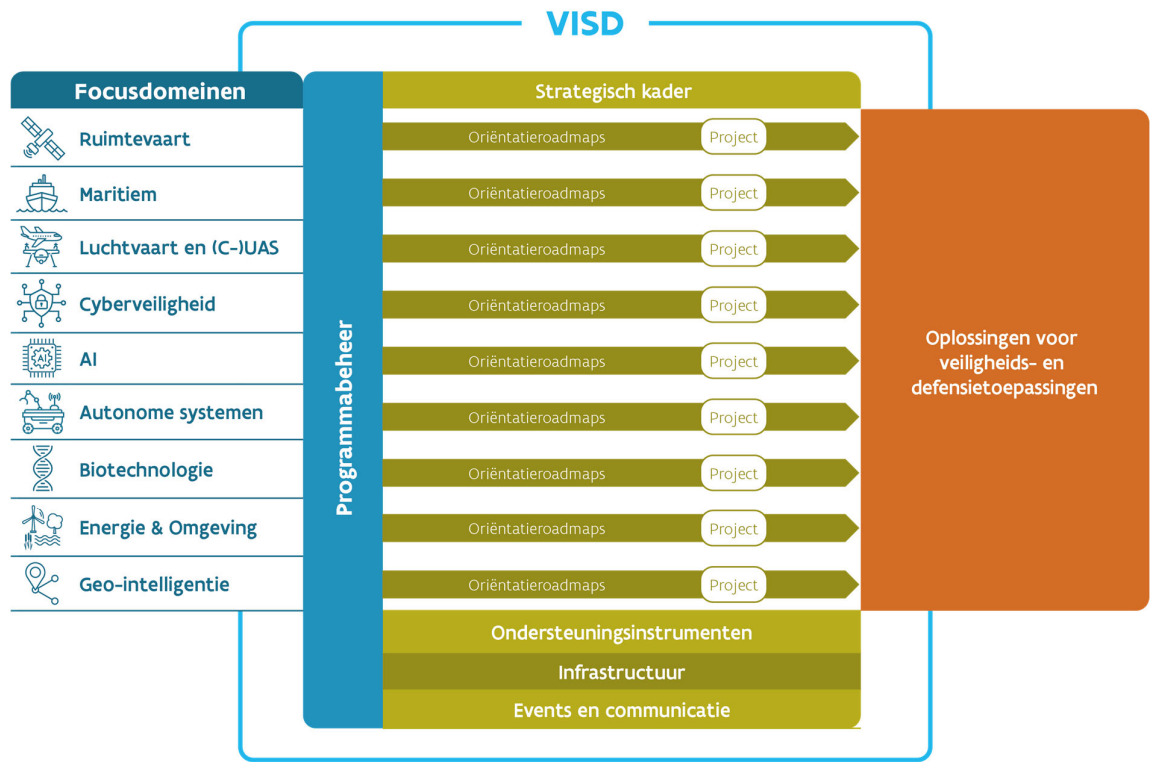 VISD
Focusdomeinen
Strategisch kader
Programmabeheer
Ruimtevaart
Oriëntatieroadmaps
Project
Maritiem
Oriëntatieroadmaps
Project
Luchtvaart en (C-)UAS
Oriëntatieroadmaps
Project
Cyberveiligheid
Oriëntatieroadmaps
Project
AI
AI
Oriëntatieroadmaps
Project
Autonome systemen
Oriëntatieroadmaps
Project
Biotechnologie
Oriëntatieroadmaps
Project
Energie & Omgeving
Oriëntatieroadmaps
Project
Geo-intelligentie
Oriëntatieroadmaps
Project
Oplossingen voor
veiligheids- en
defensietoepassingen
Ondersteuningsinstrumenten
Infrastructuur
Events en communicatie